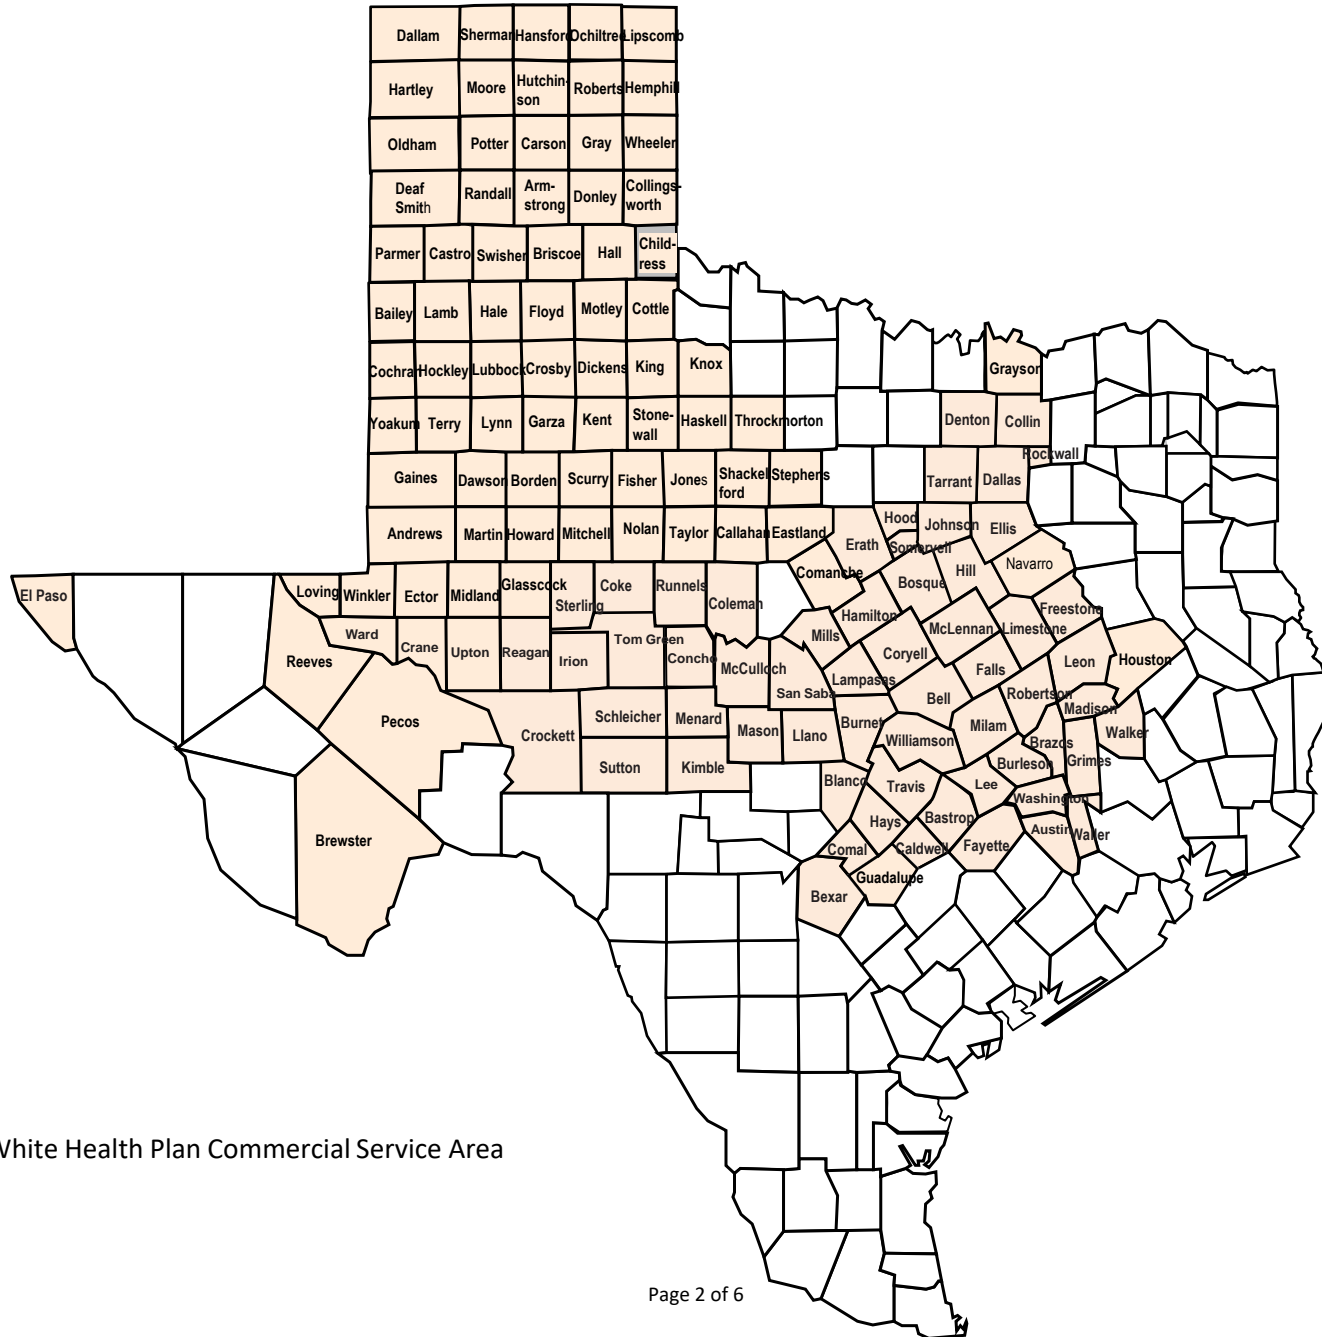 Dallam Sherman Hansford Ochiltree Lipscomb
Hartley Moore Hutchin-
son Roberts Hemphill
Oldham Potter Carson Gray Wheeler
Deaf
Smith Randall Arm-
strong Donley Collings-
worth
Parmer Castro Swisher Briscoe Hall Child-
ress
Bailey Lamb Hale Floyd Motley Cottle
Cochran Hockley Lubbock Crosby Dickens King Knox
Grayson
Yoakum Terry Lynn Garza Kent Stone-
wall Haskell Throckmorton Denton Collin
Rockwall
Gaines Dawson Borden Scurry Fisher Jones Shackel
ford Stephens Tarrant Dallas
Andrews Martin Howard Mitchell Nolan Taylor Callahan Eastland Erath Hood Johnson Ellis
Somervell
Comanche Bosque Hill Navarro
El Paso Loving Winkler Ector Midland Glasscock Sterling Coke Runnels Coleman
Hamilton Freestone
Ward Crane Upton Reagan Irion Tom Green Concho McCulloch Mills McLennan Limestone
Reeves San Saba Lampasas Coryell Falls Leon Houston
Bell Robertson Madison
Pecos Crockett Schleicher Menard Mason Llano Burnet Williamson Milam Brazos Walker
Sutton Kimble Blanco Travis Lee Burleson Grimes
Washington
Brewster Hays Bastrop Austin Waller
Comal Caldwell Fayette
Guadalupe
Bexar
White Health Plan Commercial Service Area
Page 2 of 6